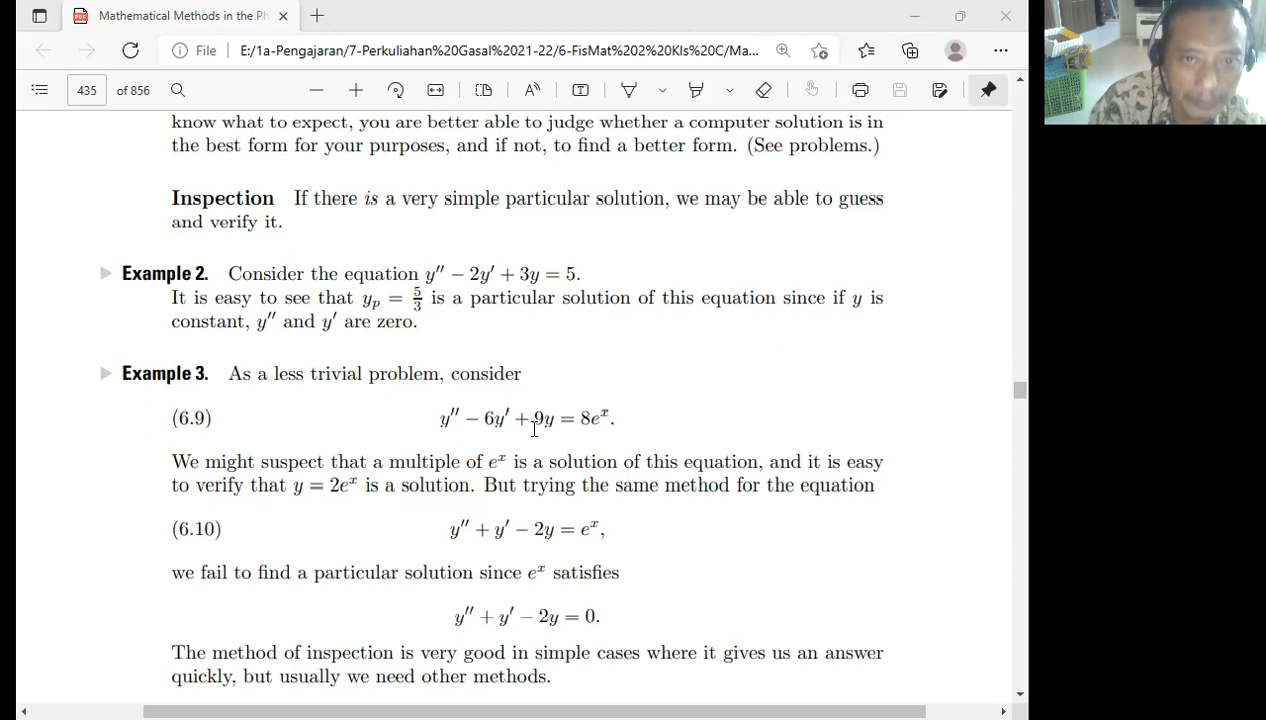 Mathematical Methods in the Ph
File E:/1a-Pengajaran/7-Perkuliahan%20Gasal%202021-22/6-FisMat%202%20Kls%20C/Ma...
435 of 856
know what to expect, you are better able to judge whether a computer solution is in
the best form for your purposes, and if not, to find a better form. (See problems.)
Inspection If there is a very simple particular solution, we may be able to guess
and verify it.
Example 2. Consider the equation y″ − 2y′ + 3y = 5.
It is easy to see that yₚ = 5/3 is a particular solution of this equation since if y is
constant, y″ and y′ are zero.
Example 3. As a less trivial problem, consider
(6.9) y″ − 6y′ + 9y = 8eˣ.
We might suspect that a multiple of eˣ is a solution of this equation, and it is easy
to verify that y = 2eˣ is a solution. But trying the same method for the equation
(6.10) y″ + y′ − 2y = eˣ,
we fail to find a particular solution since eˣ satisfies
y″ + y′ − 2y = 0.
The method of inspection is very good in simple cases where it gives us an answer
quickly, but usually we need other methods.